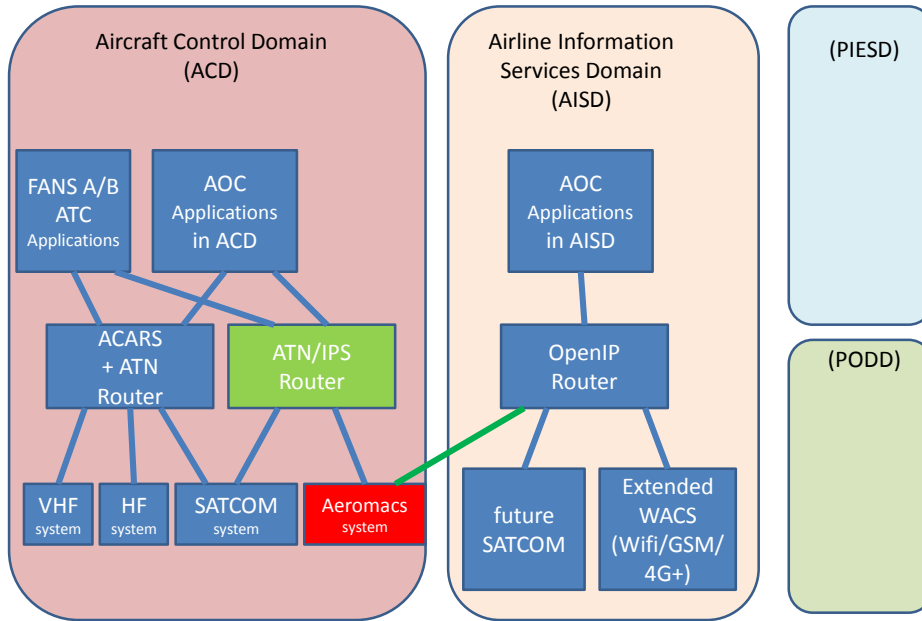 Aircraft Control Domain
(ACD)
Airline Information
Services Domain
(AISD)
(PIESD)
FANS A/B
ATC
Applications
AOC
Applications
in ACD
AOC
Applications
in AISD
ACARS
+ ATN
Router
ATN/IPS
Router
OpenIP
Router
(PODD)
VHF
system
HF
system
SATCOM
system
Aeromacs
system
future
SATCOM
Extended
WACS
(Wifi/GSM/
4G+)